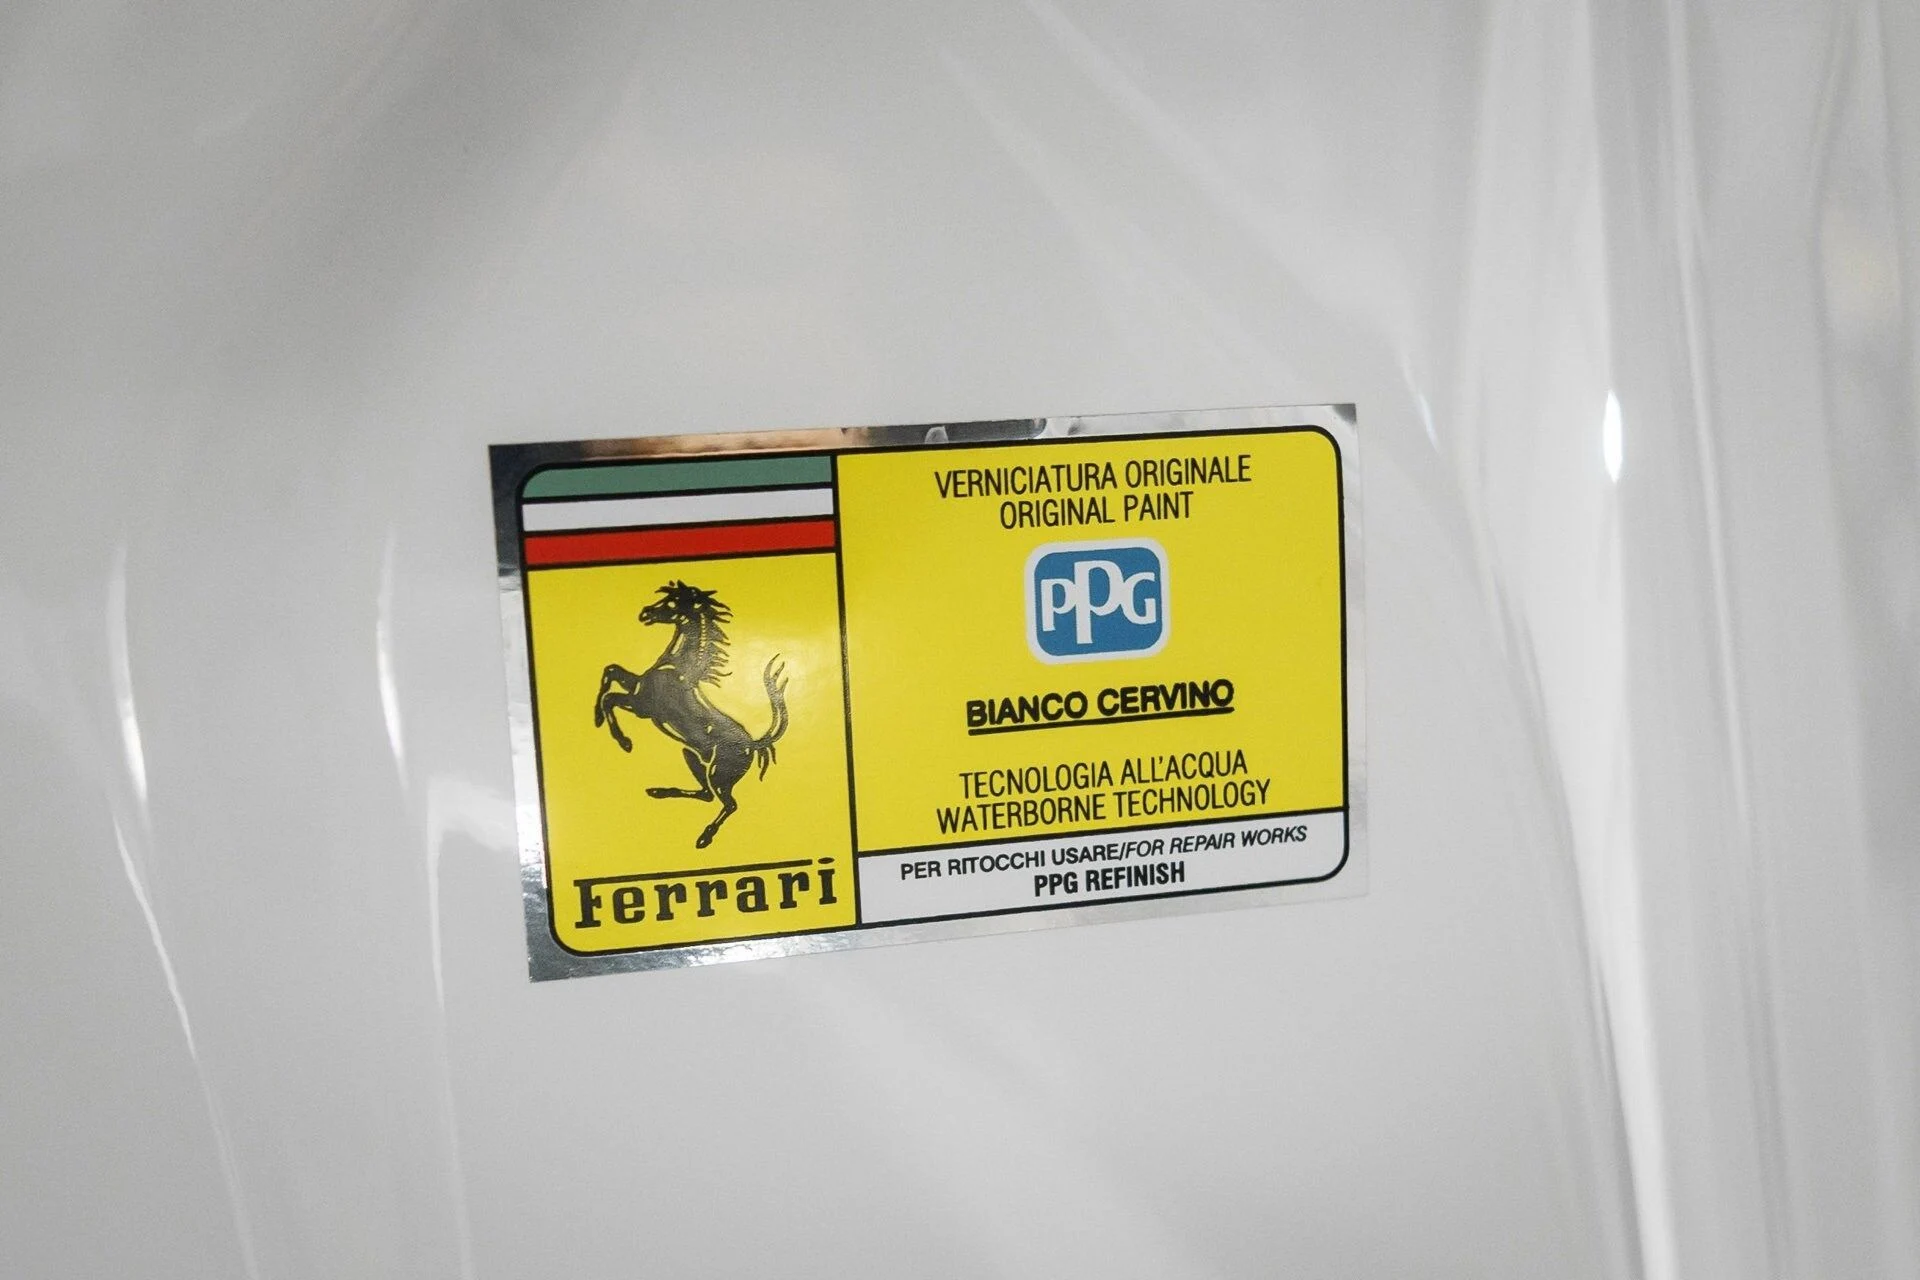 VERNICIATURA ORIGINALE
ORIGINAL PAINT
PPG
BIANCO CERVINO
TECNOLOGIA ALL'ACQUA
WATERBORNE TECHNOLOGY
PER RITOCCHI USARE/FOR REPAIR WORKS
PPG REFINISH
Ferrari